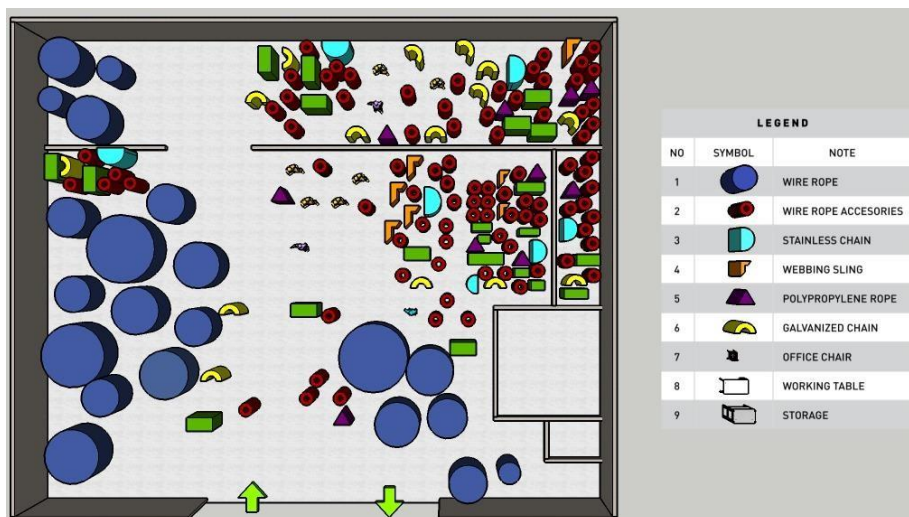 LEGEND
NO SYMBOL NOTE
1 WIRE ROPE
2 WIRE ROPE ACCESORIES
3 STAINLESS CHAIN
4 WEBBING SLING
5 POLYPROPYLENE ROPE
6 GALVANIZED CHAIN
7 OFFICE CHAIR
8 WORKING TABLE
9 STORAGE